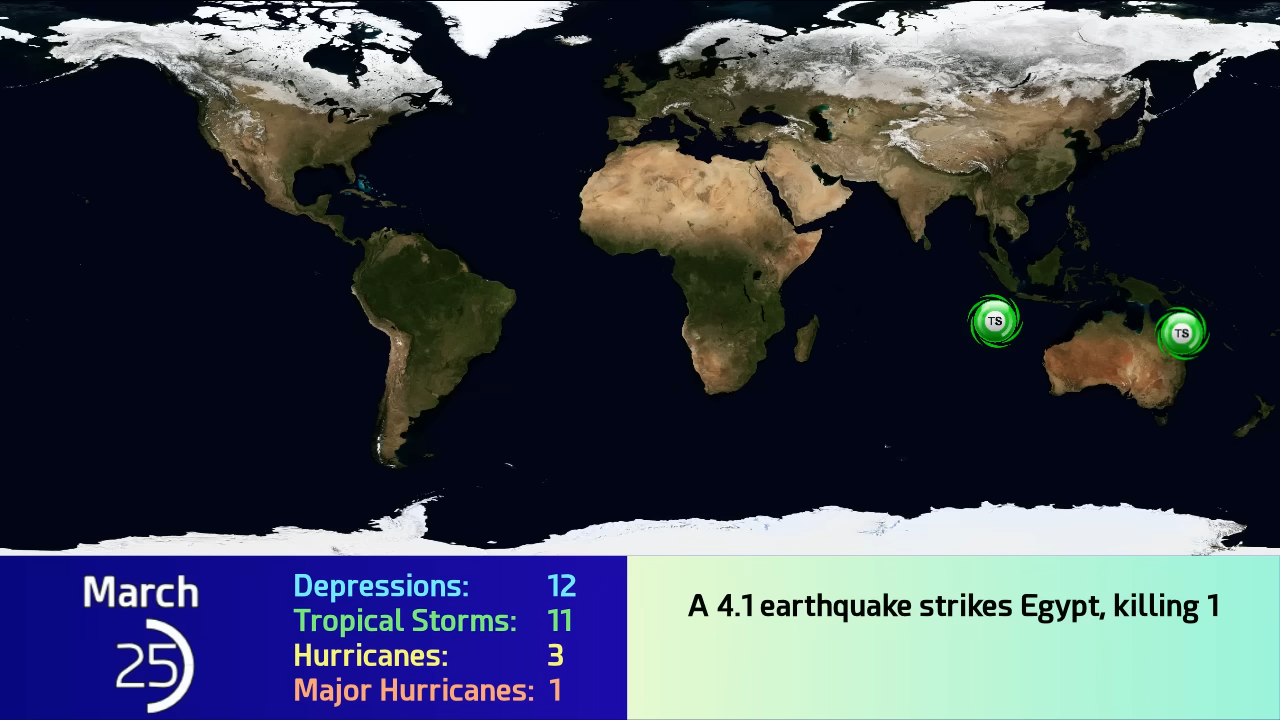 TS
TS
March
25
Depressions: 12
Tropical Storms: 11
Hurricanes: 3
Major Hurricanes: 1
A 4.1 earthquake strikes Egypt, killing 1